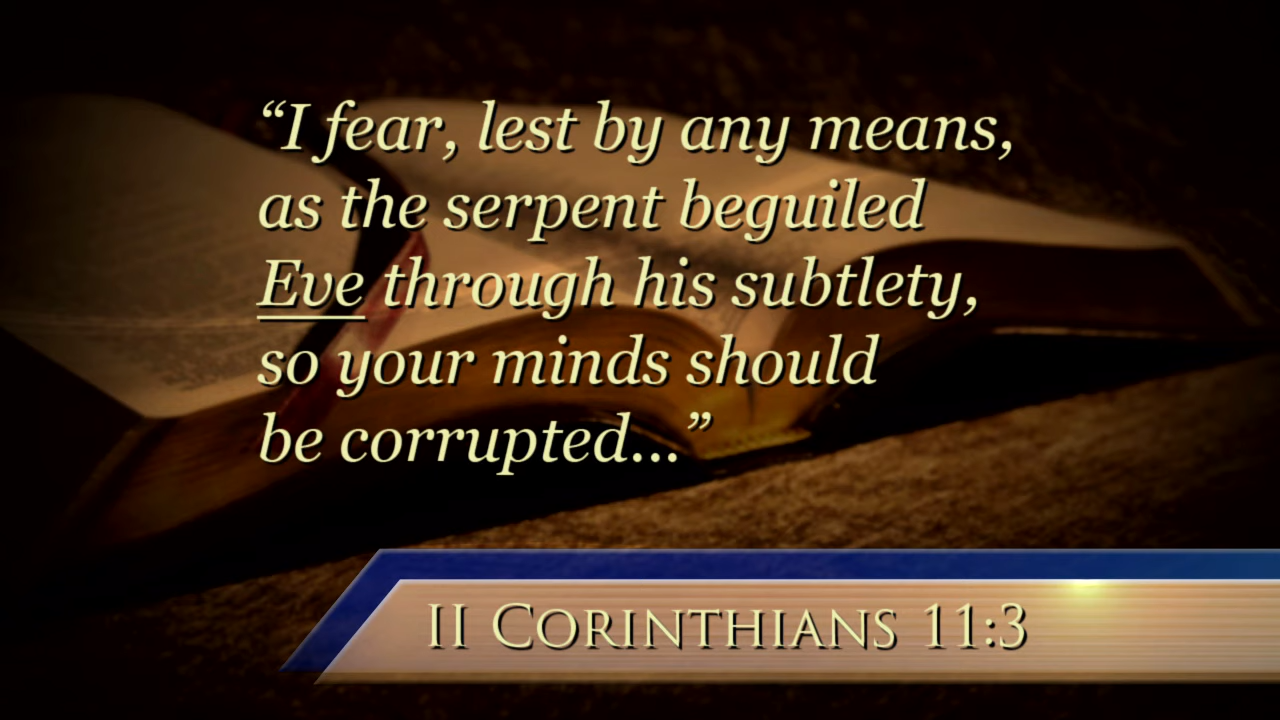 “I fear, lest by any means,
as the serpent beguiled
Eve through his subtlety,
so your minds should
be corrupted...”
II Corinthians 11:3